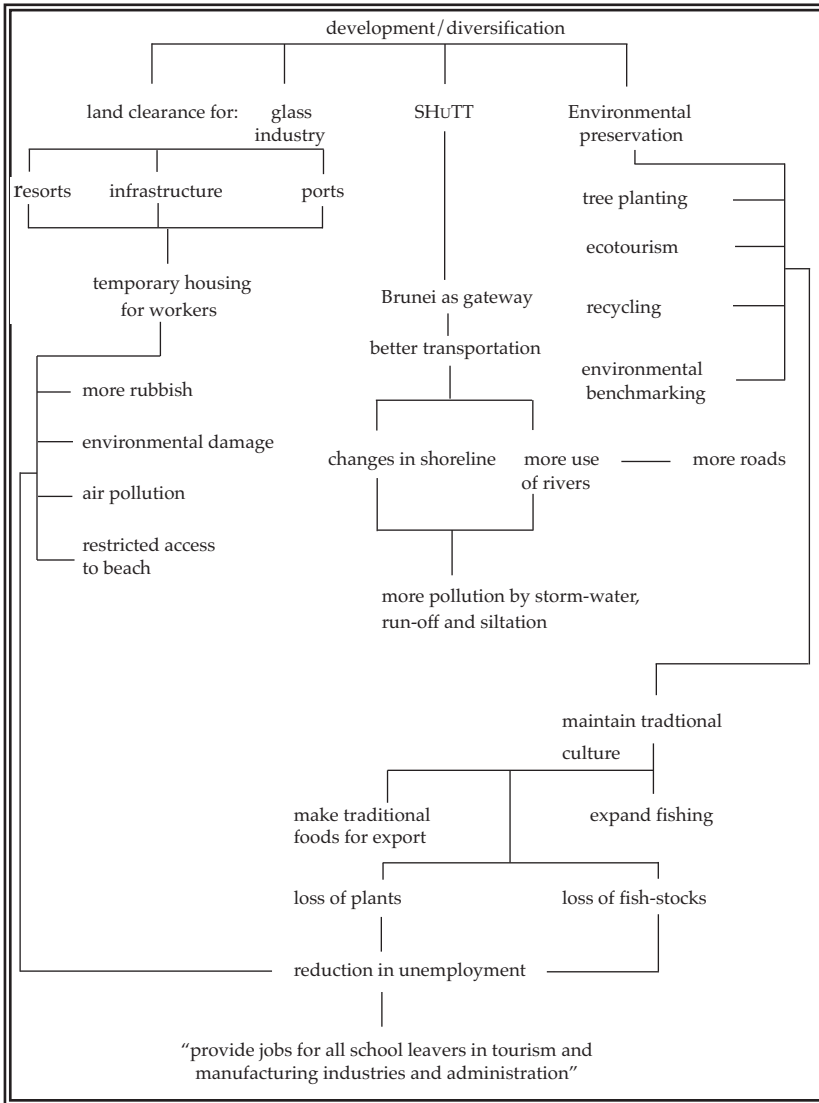 development/diversification
land clearance for:
glass
industry
SHUTT
Environmental
preservation
resorts
infrastructure
ports
tree planting
ecotourism
temporary housing
for workers
Brunei as gateway
recycling
better transportation
environmental
benchmarking
more rubbish
environmental damage
changes in shoreline
more use
of rivers
more roads
air pollution
restricted access
to beach
more pollution by storm-water,
run-off and siltation
maintain tradtional
culture
make traditional
foods for export
expand fishing
loss of plants
loss of fish-stocks
reduction in unemployment
“provide jobs for all school leavers in tourism and
manufacturing industries and administration”